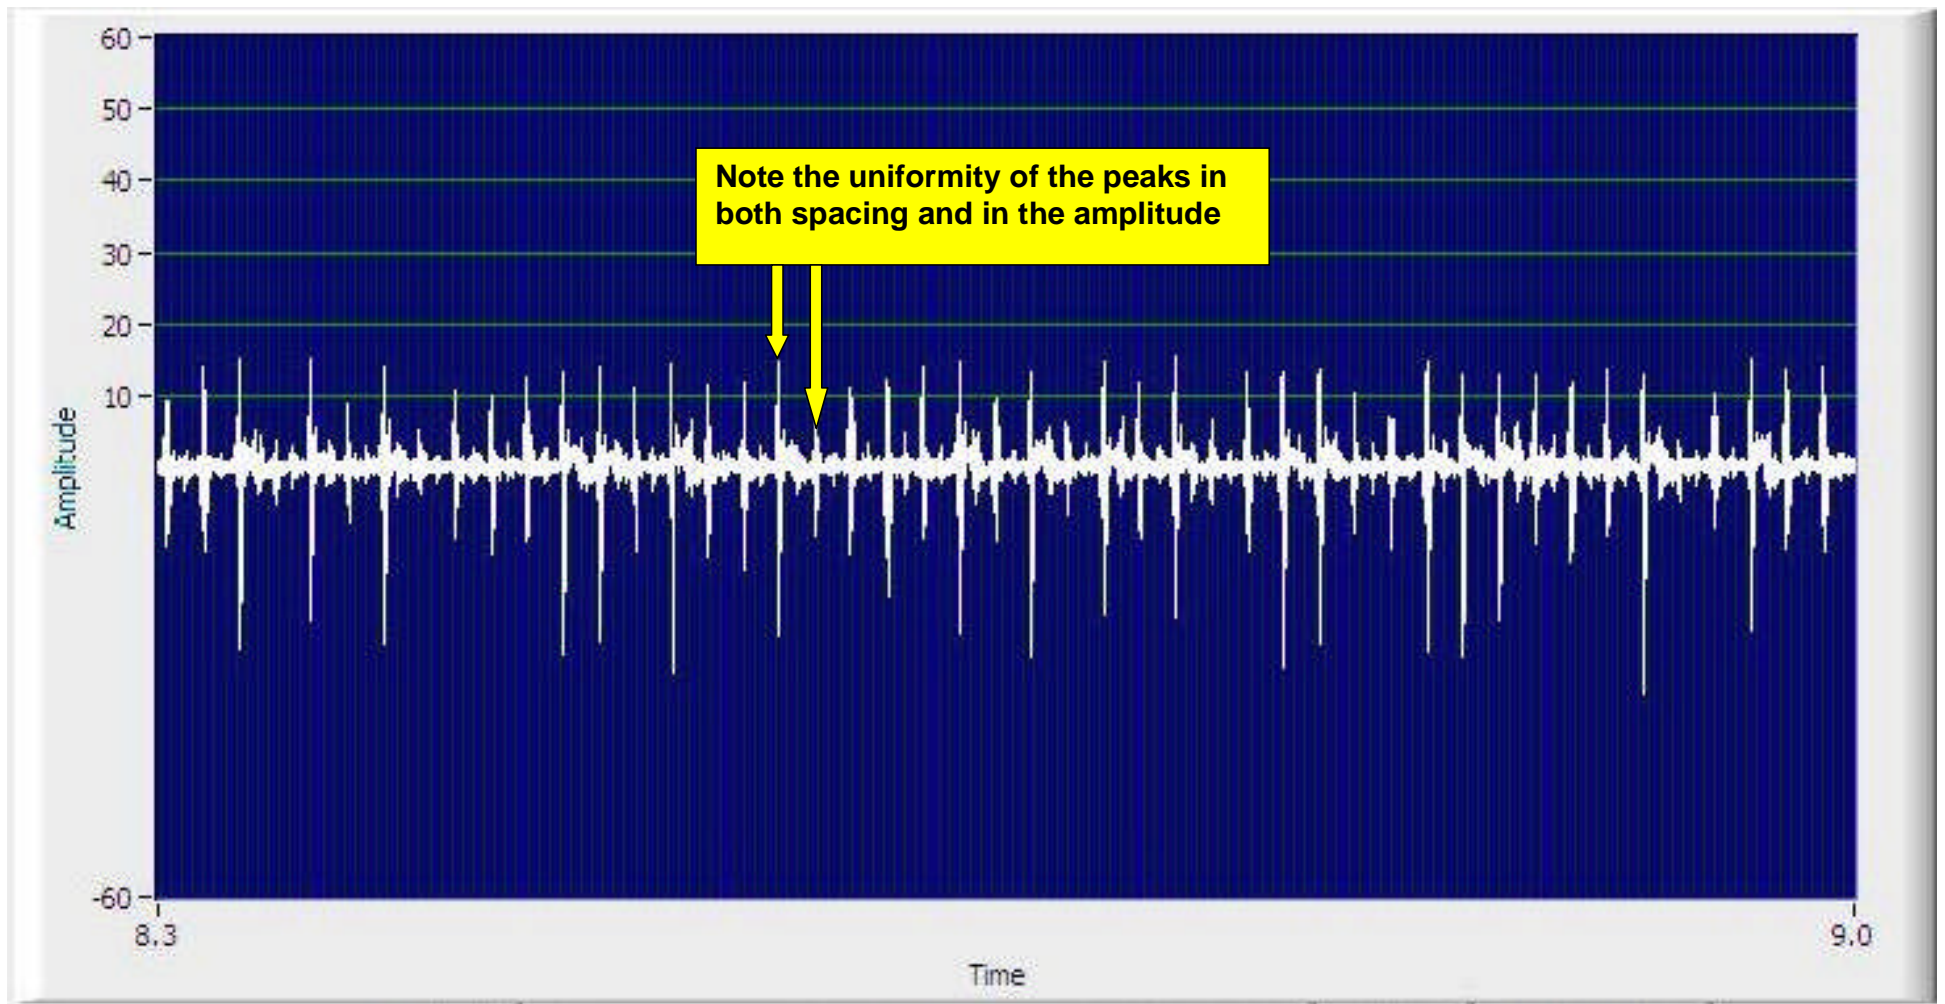 60
50
40
30
20
10
-60
Amplitude
Note the uniformity of the peaks in
both spacing and in the amplitude
8.3
9.0
Time